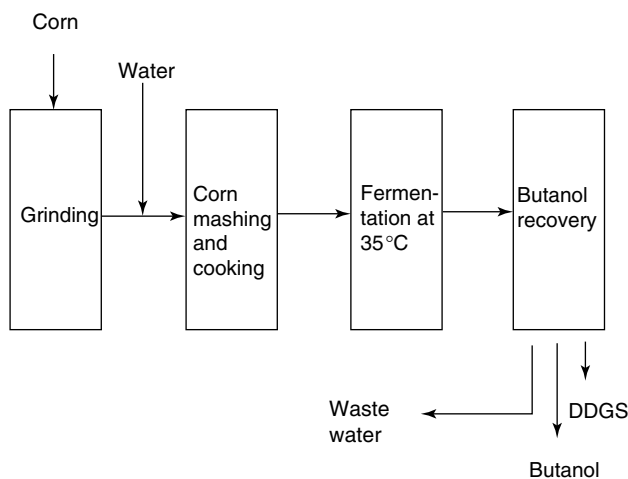 Corn
Water
Grinding
Corn
mashing
and
cooking
Fermen-
tation at
35°C
Butanol
recovery
Waste
water
DDGS
Butanol